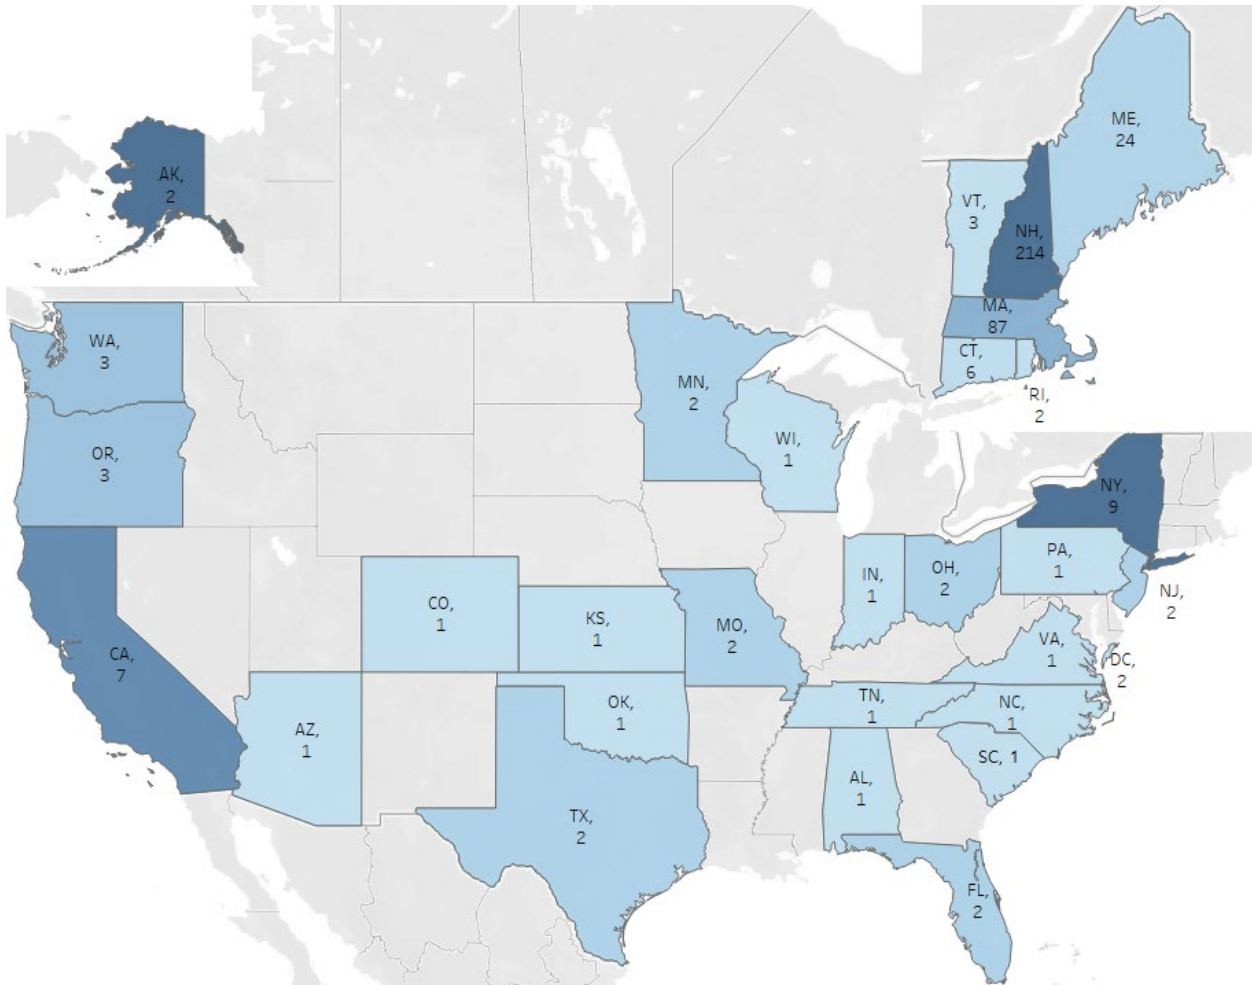 ME,
24
AK,
2
VT,
3
NH,
214
MA,
87
CT,
6
RI,
2
WA,
3
MN,
2
OR,
3
WI,
1
NY,
9
PA,
1
IN,
1
OH,
2
NJ,
2
CO,
1
KS,
1
MO,
2
VA,
1
DC,
2
CA,
7
TN,
1
NC,
1
OK,
1
AZ,
1
SC, 1
AL,
1
TX,
2
FL,
2